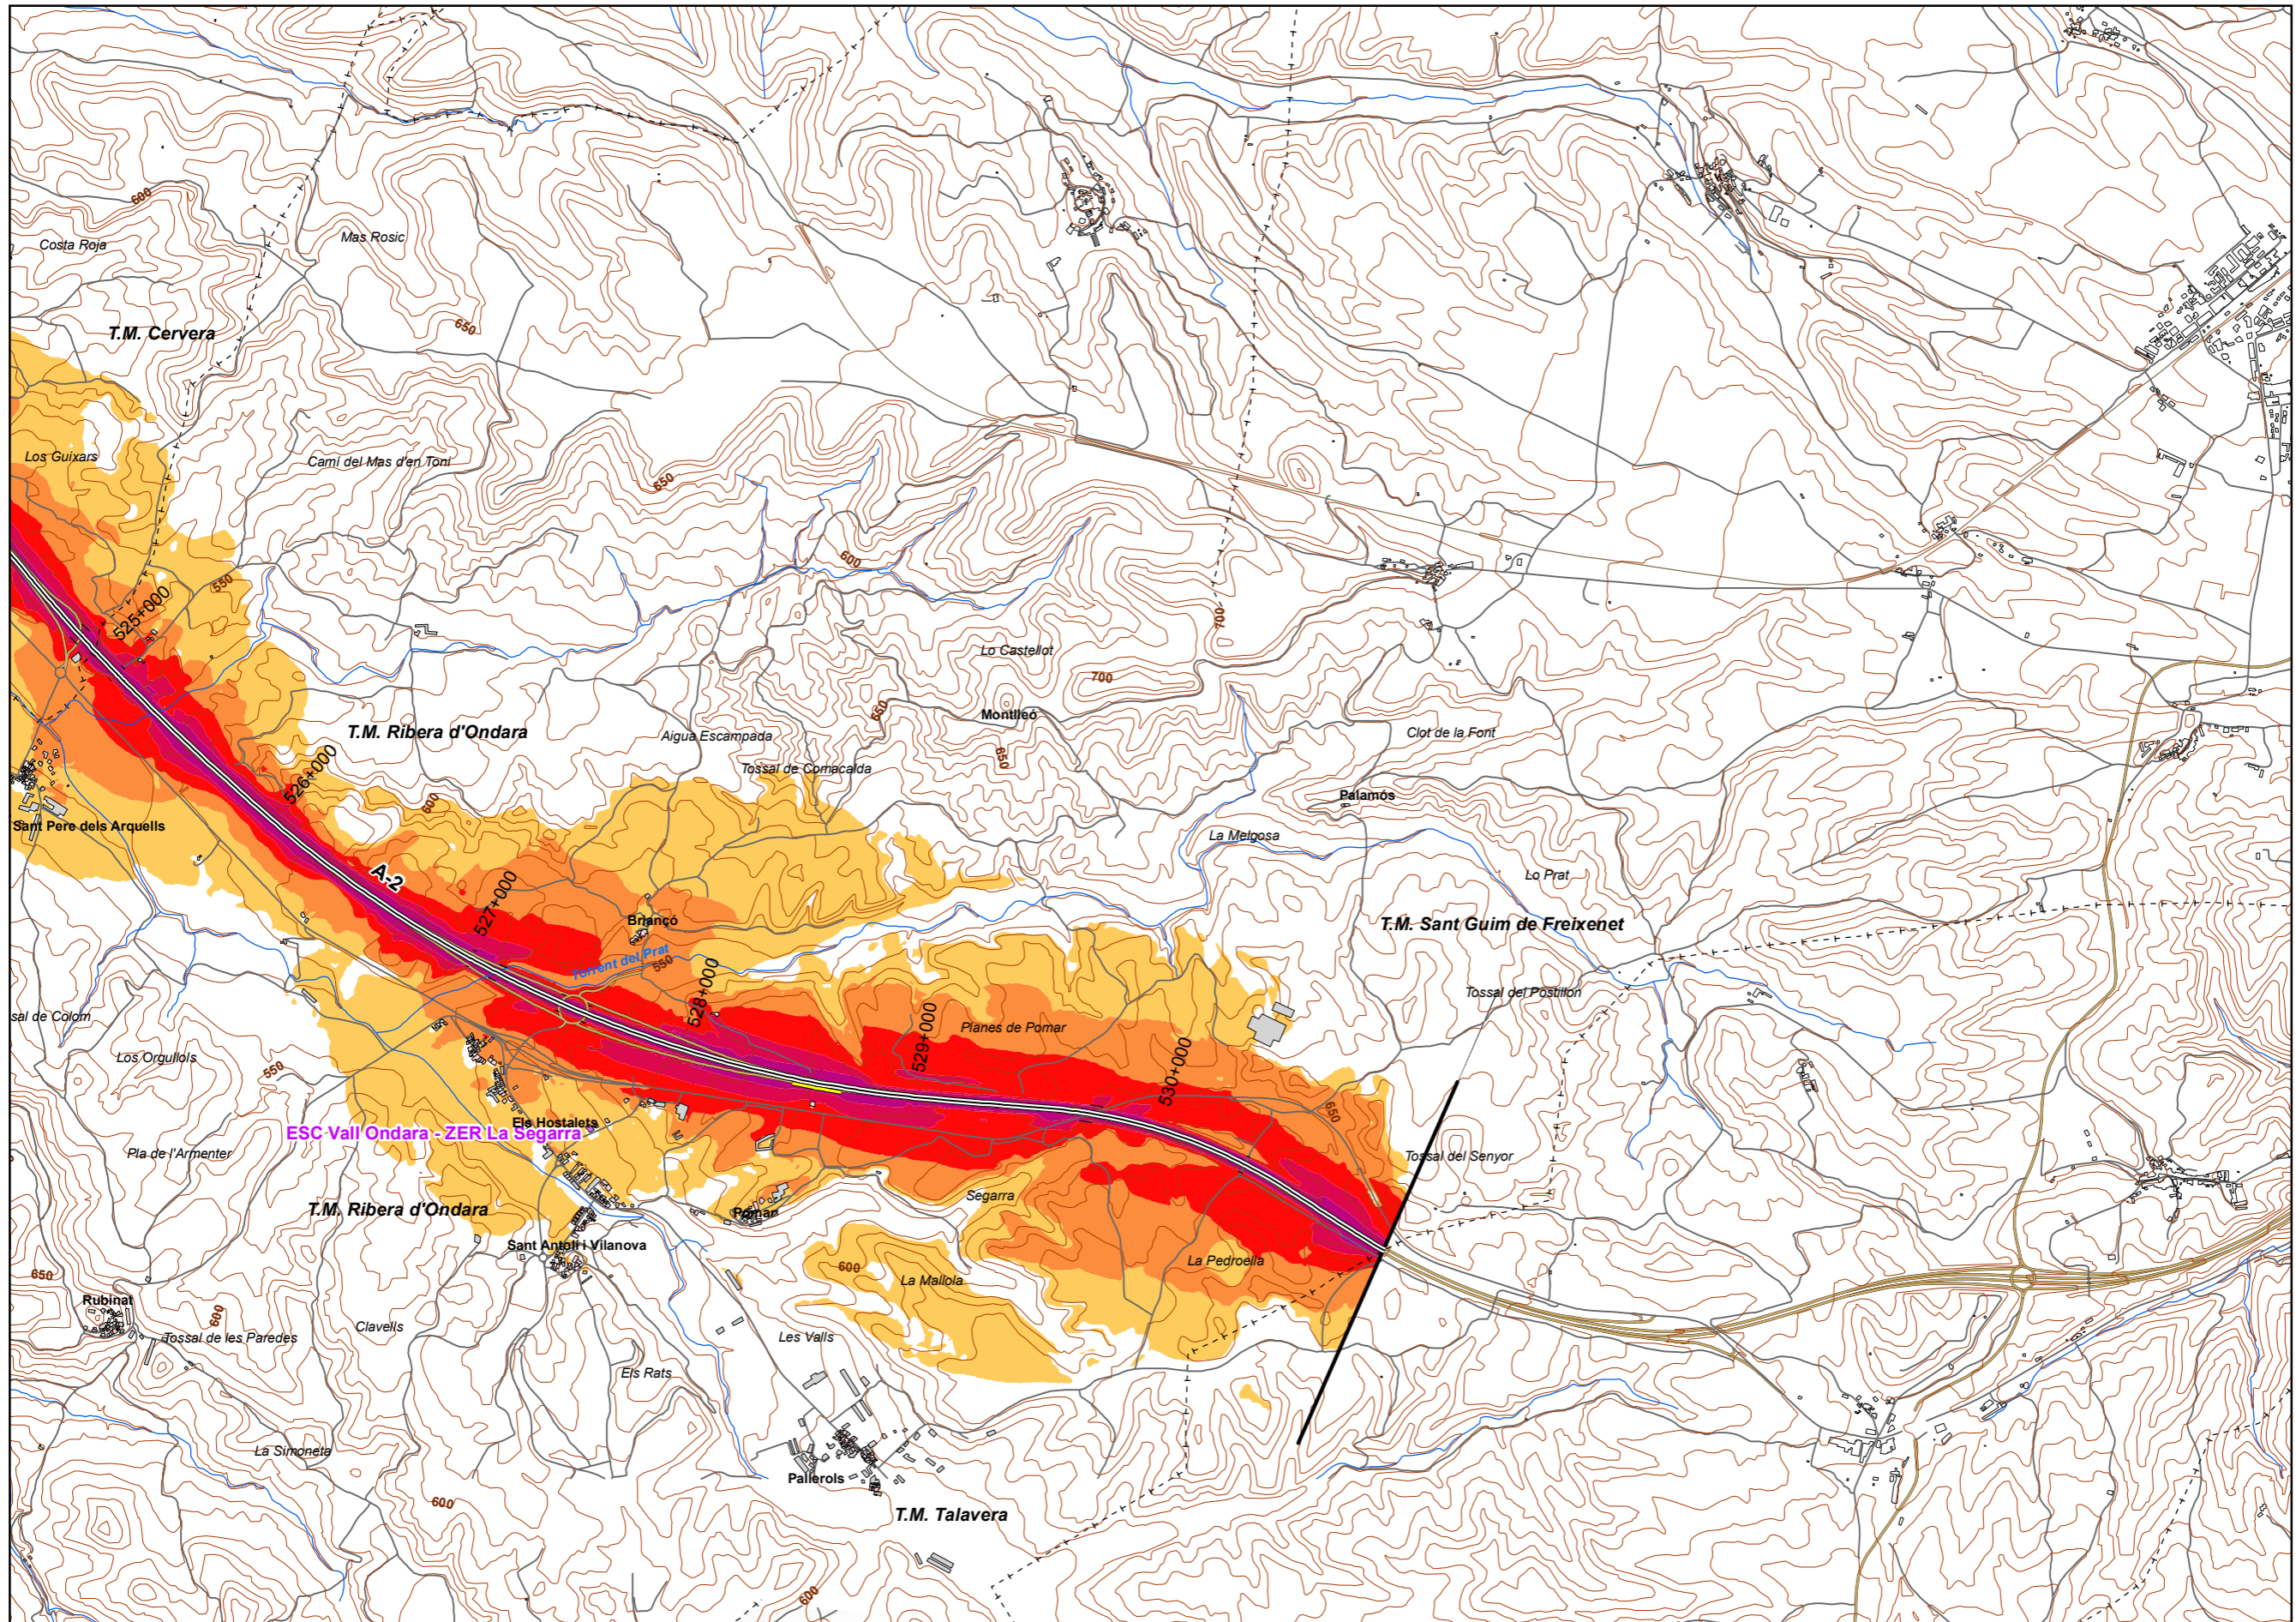 600
Costa Roja
Mas Rosic
T.M. Cervera
650
Los Guixars
Camí del Mas d'en Toni
650
600
550
525+000
700
Lo Castellot
700
650
Montlleó
T.M. Ribera d'Ondara
Aigua Escampada
Clot de la Font
650
Tossal de Comacalda
526+000
600
Palamós
Sant Pere dels Arquells
La Melgosa
A-2
Lo Prat
527+000
Briançó
T.M. Sant Guim de Freixenet
Torrent del Prat
550
528+000
Tossal del Postillon
sal de Colom
Planes de Pomar
529+000
Los Orgullols
550
530+000
650
Els Hostalets
ESC Vall Ondara - ZER La Segarra
Pla de l'Armenter
Tossal del Senyor
Segarra
T.M. Ribera d'Ondara
Pomar
Sant Antolí i Vilanova
La Pedroella
600
650
La Mallola
Rubinat
600
Clavells
Tossal de les Paredes
Les Valls
Els Rats
La Simoneta
Pallerols
600
T.M. Talavera
600